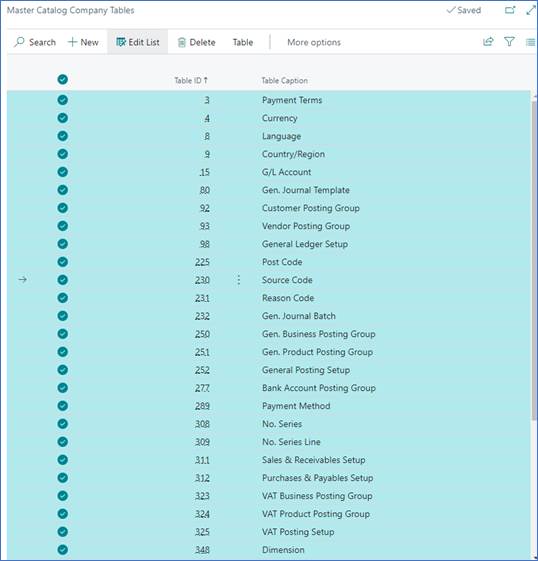 Master Catalog Company Tables Saved
Search New Edit List Delete Table More options
Table ID ↑ Table Caption
3 Payment Terms
4 Currency
8 Language
9 Country/Region
15 G/L Account
80 Gen. Journal Template
92 Customer Posting Group
93 Vendor Posting Group
98 General Ledger Setup
225 Post Code
230 Source Code
231 Reason Code
232 Gen. Journal Batch
250 Gen. Business Posting Group
251 Gen. Product Posting Group
252 General Posting Setup
277 Bank Account Posting Group
289 Payment Method
308 No. Series
309 No. Series Line
311 Sales & Receivables Setup
312 Purchases & Payables Setup
323 VAT Business Posting Group
324 VAT Product Posting Group
325 VAT Posting Setup
348 Dimension